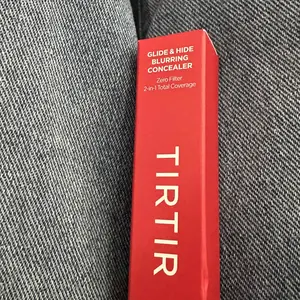 GLIDE & HIDE
BLURRING
CONCEALER
Zero Filter
2-in-1 Total Coverage
TIRTIR